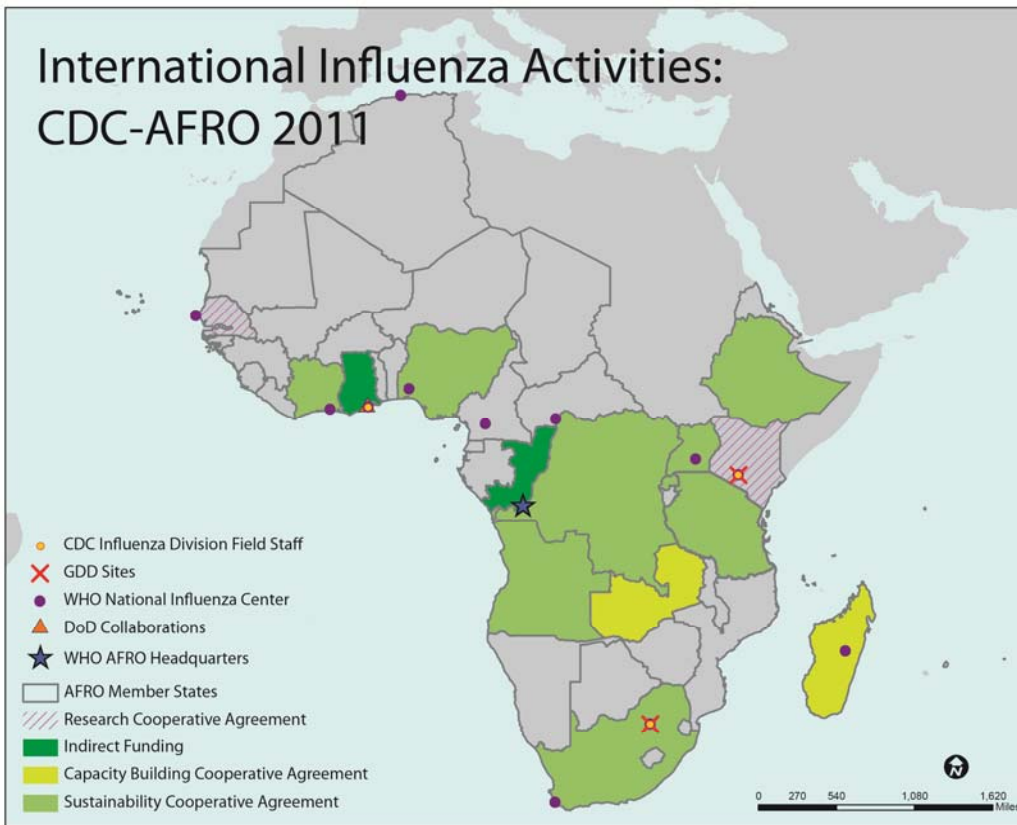 International Influenza Activities:
CDC-AFRO 2011
CDC Influenza Division Field Staff
GDD Sites
WHO National Influenza Center
DoD Collaborations
WHO AFRO Headquarters
AFRO Member States
Research Cooperative Agreement
Indirect Funding
Capacity Building Cooperative Agreement
Sustainability Cooperative Agreement
N
0 270 540 1,080 1,620
Miles